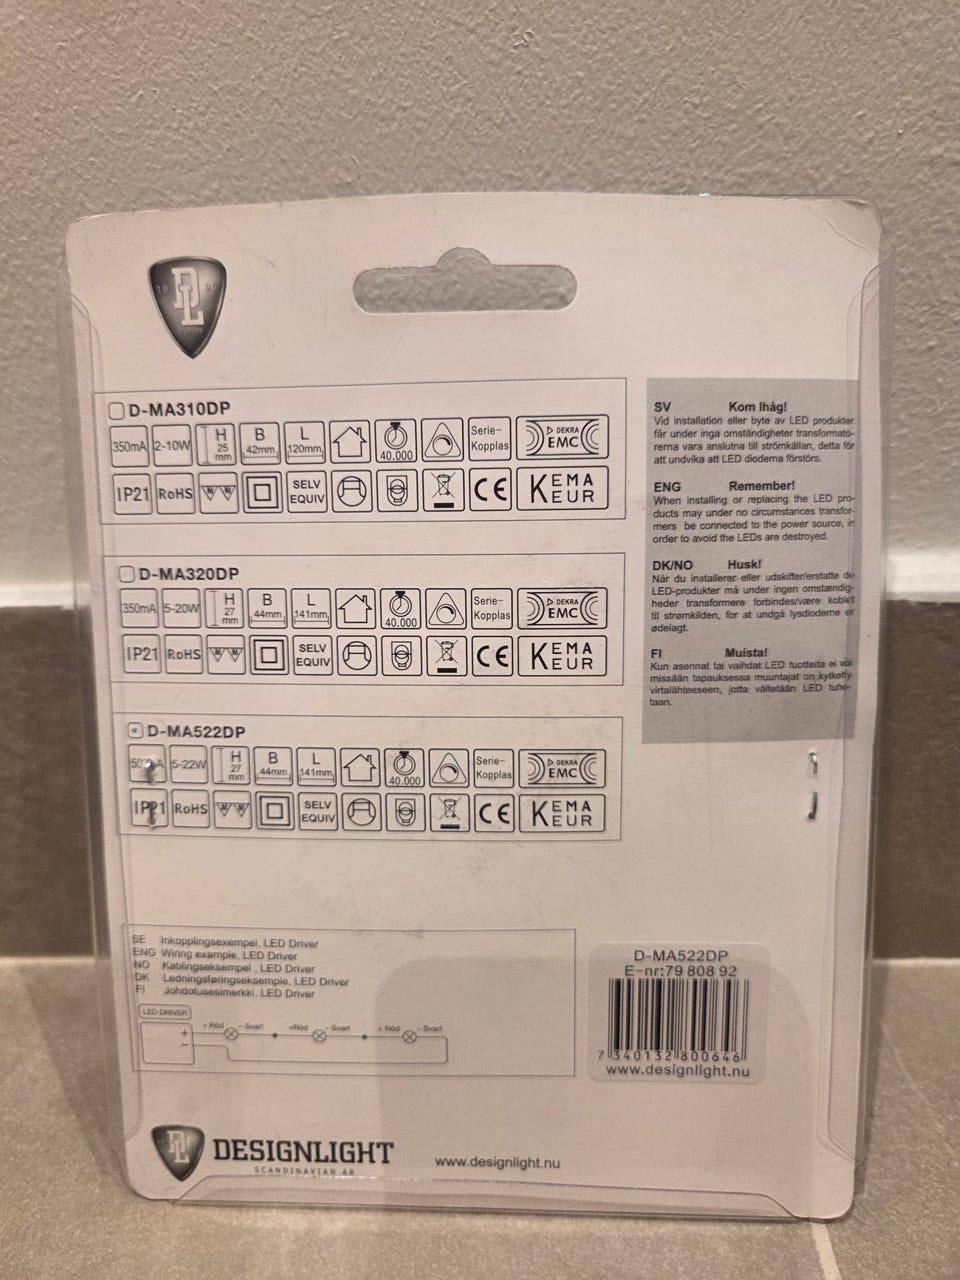 DL
D-MA310DP
350mA 2-10W H 25 mm B 42mm L 120mm 40.000 Serie-Kopplas DEKRA EMC
IP21 RoHS M M SELV EQUIV CE KEMA KEUR
D-MA320DP
350mA 5-20W H 27 mm B 44mm L 141mm 40.000 Serie-Kopplas DEKRA EMC
IP21 RoHS M M SELV EQUIV CE KEMA KEUR
D-MA522DP
5-22W H 27 mm B 44mm L 141mm 40.000 Serie-Kopplas DEKRA EMC
IP21 RoHS M M SELV EQUIV CE KEMA KEUR
SV Kom Ihåg!
Vid installation eller byte av LED produkter
får under inga omständigheter transformato-
rerna vara anslutna till strömkällan, detta för
att undvika att LED dioderna förstörs.
ENG Remember!
When installing or replacing the LED pro-
ducts may under no circumstances transfor-
mers be connected to the power source, in
order to avoid the LEDs are destroyed.
DK/NO Husk!
Når du installerer eller udskifter/erstatte de
LED-produkter må under ingen omstændig-
heder transformere forbindes/være koblet
til strømkilden, for at undgå lysdioderne er
ødelagt.
FI Muista!
Kun asennat tai vaihdat LED tuotteita ei voi
missään tapauksessa muuntajat on kytketty
virtalähteeseen, jotta vältetään LED tuho-
taan.
SE Inkopplingsexempel, LED Driver
ENG Wiring example, LED Driver
NO Kablingseksempel , LED Driver
DK Ledningsføringseksemple, LED Driver
FI Johdotusesimerkki, LED Driver
LED DRIVER
+ Röd - Svart +Röd - Svart + Röd - Svart
+
-
D-MA522DP
E-nr:79 808 92
7 340132 800646
www.designlight.nu
DL
DESIGNLIGHT
SCANDINAVIAN AB
www.designlight.nu